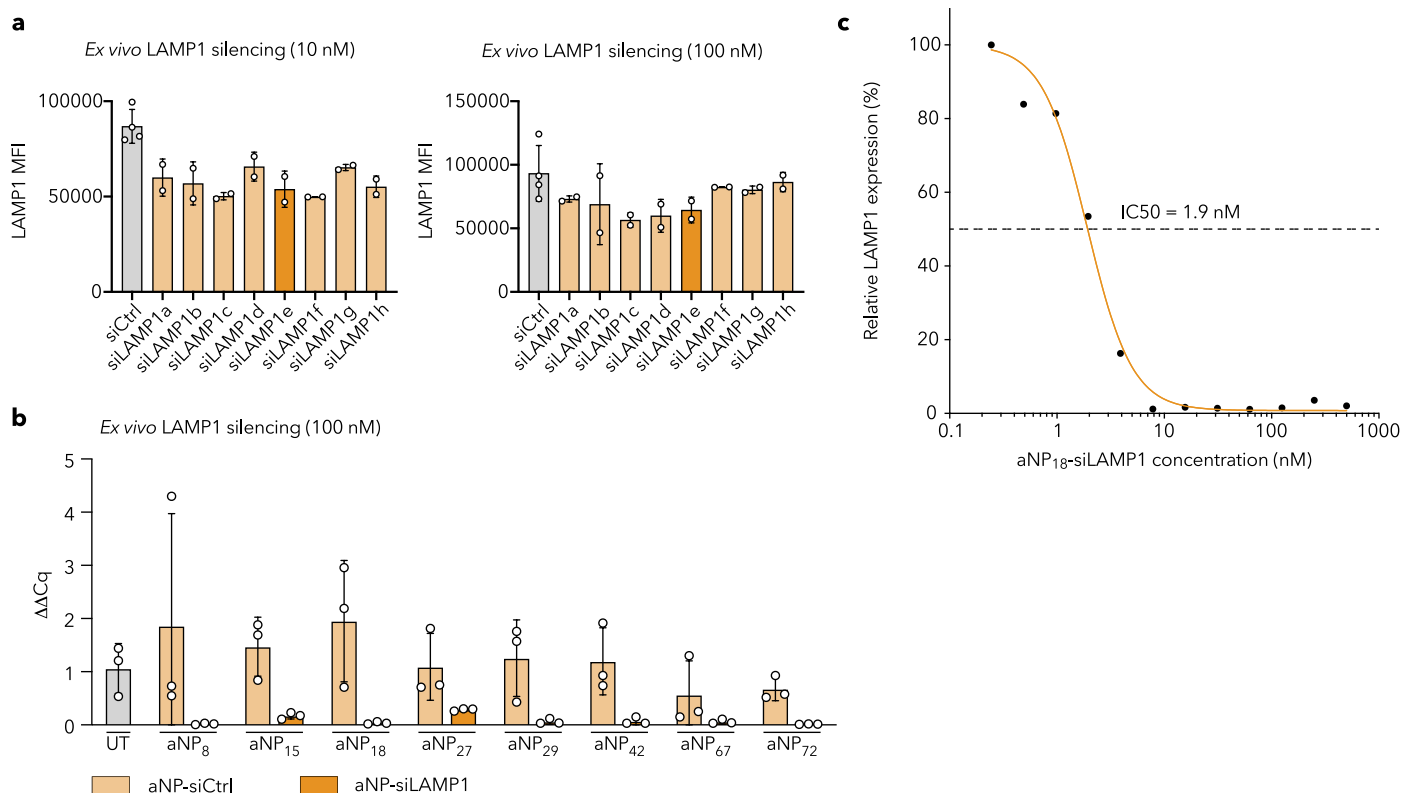 a
Ex vivo LAMP1 silencing (10 nM)
LAMP1 MFI
100000
50000
0
siCtrl
siLAMP1a
siLAMP1b
siLAMP1c
siLAMP1d
siLAMP1e
siLAMP1f
siLAMP1g
siLAMP1h
Ex vivo LAMP1 silencing (100 nM)
LAMP1 MFI
150000
100000
50000
0
siCtrl
siLAMP1a
siLAMP1b
siLAMP1c
siLAMP1d
siLAMP1e
siLAMP1f
siLAMP1g
siLAMP1h
b
Ex vivo LAMP1 silencing (100 nM)
ΔΔCq
5
4
3
2
1
0
UT
aNP8
aNP15
aNP18
aNP27
aNP29
aNP42
aNP67
aNP72
aNP-siCtrl
aNP-siLAMP1
c
Relative LAMP1 expression (%)
100
80
60
40
20
0
IC50 = 1.9 nM
0.1
1
10
100
1000
aNP18-siLAMP1 concentration (nM)